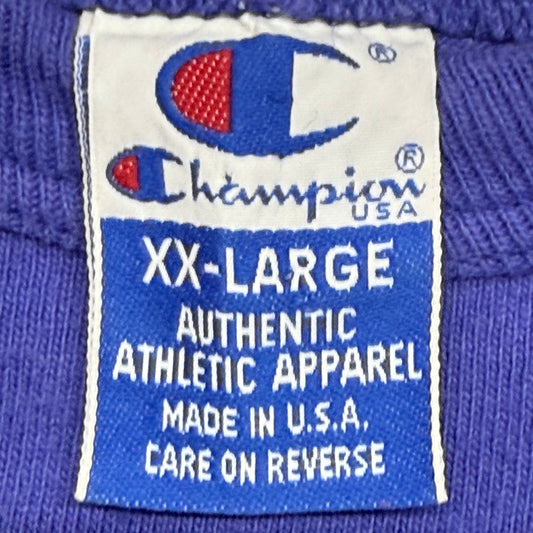 ®
Champion ®
USA
XX-LARGE
AUTHENTIC
ATHLETIC APPAREL
MADE IN U.S.A.
CARE ON REVERSE